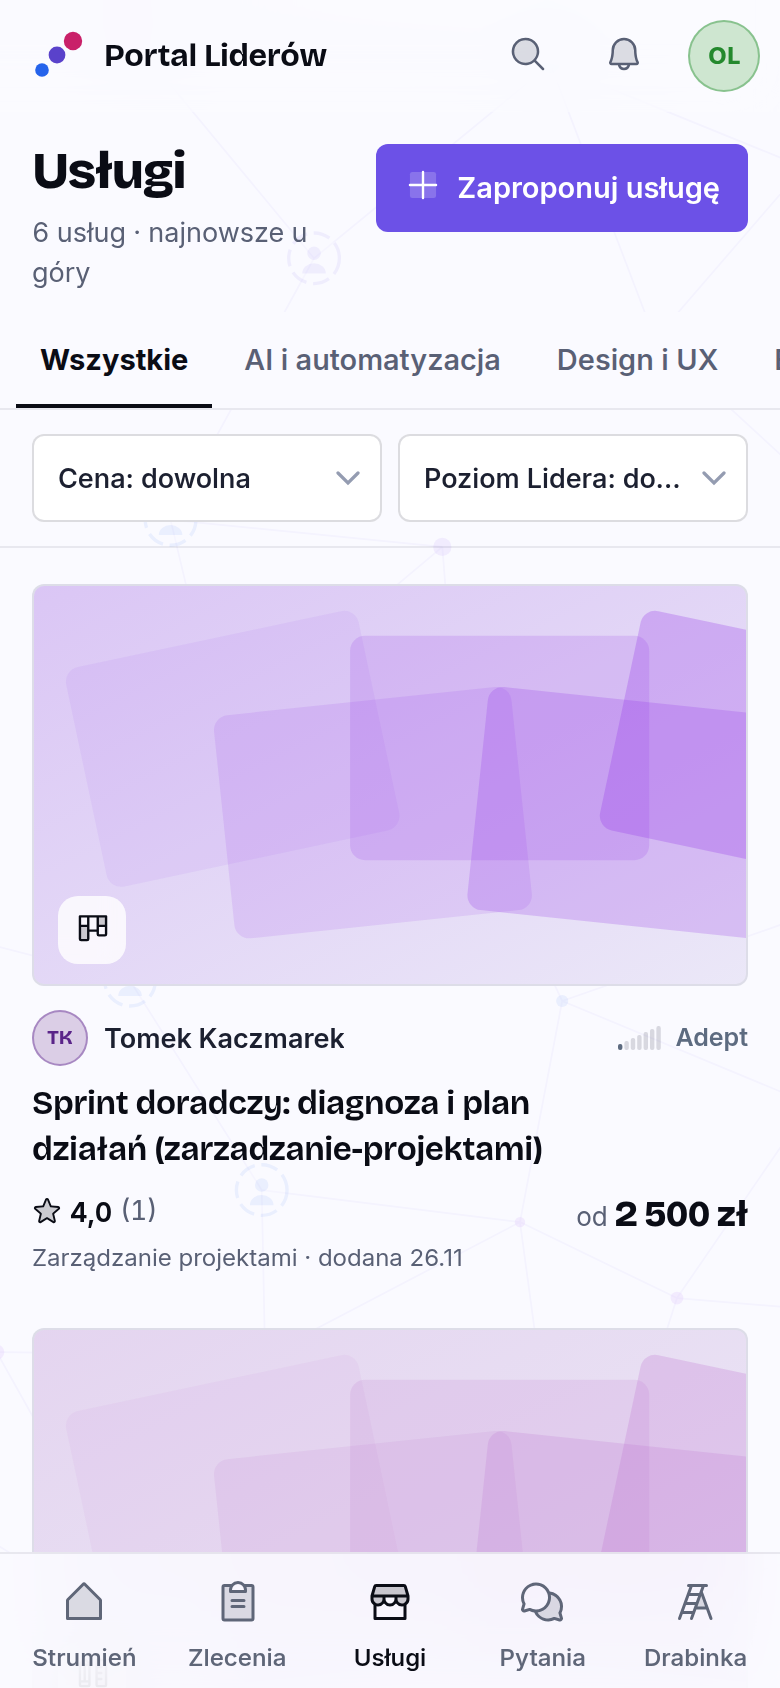 Portal Liderów
OL
Usługi
Zaproponuj usługę
6 usług · najnowsze u
góry
Wszystkie
AI i automatyzacja
Design i UX
Cena: dowolna
Poziom Lidera: do...
TK
Tomek Kaczmarek
Adept
Sprint doradczy: diagnoza i plan
działań (zarzadzanie-projektami)
4,0 (1)
od 2 500 zł
Zarządzanie projektami · dodana 26.11
Strumień
Zlecenia
Usługi
Pytania
Drabinka